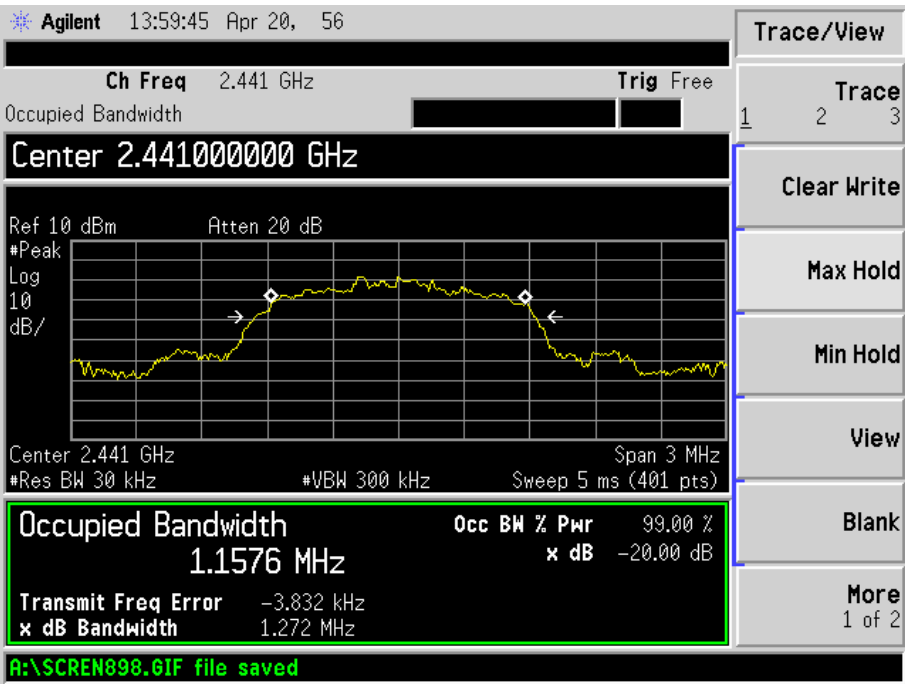 Agilent 13:59:45 Apr 20, 56
Trace/View
Ch Freq 2.441 GHz Trig Free
Occupied Bandwidth
Trace
1 2 3
Center 2.441000000 GHz
Clear Write
Ref 10 dBm Atten 20 dB
#Peak
Log
10
dB/
Max Hold
Min Hold
Center 2.441 GHz Span 3 MHz
#Res BW 30 kHz #VBW 300 kHz Sweep 5 ms (401 pts)
View
Occupied Bandwidth Occ BW % Pwr 99.00 %
1.1576 MHz x dB -20.00 dB
Blank
Transmit Freq Error -3.832 kHz
x dB Bandwidth 1.272 MHz
More
1 of 2
A:\SCREN898.GIF file saved